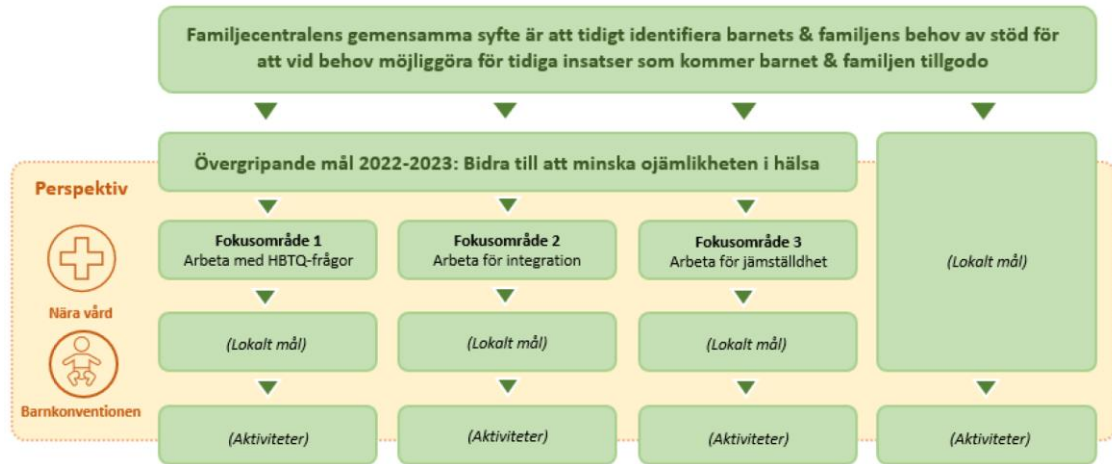 Familjecentralens gemensamma syfte är att tidigt identifiera barnets & familjens behov av stöd för
att vid behov möjliggöra för tidiga insatser som kommer barnet & familjen tillgodo
Övergripande mål 2022-2023: Bidra till att minska ojämlikheten i hälsa
Perspektiv
Nära vård
Barnkonventionen
Fokusområde 1
Arbeta med HBTQ-frågor
Fokusområde 2
Arbeta för integration
Fokusområde 3
Arbeta för jämställdhet
(Lokalt mål)
(Lokalt mål)
(Lokalt mål)
(Lokalt mål)
(Aktiviteter)
(Aktiviteter)
(Aktiviteter)
(Aktiviteter)